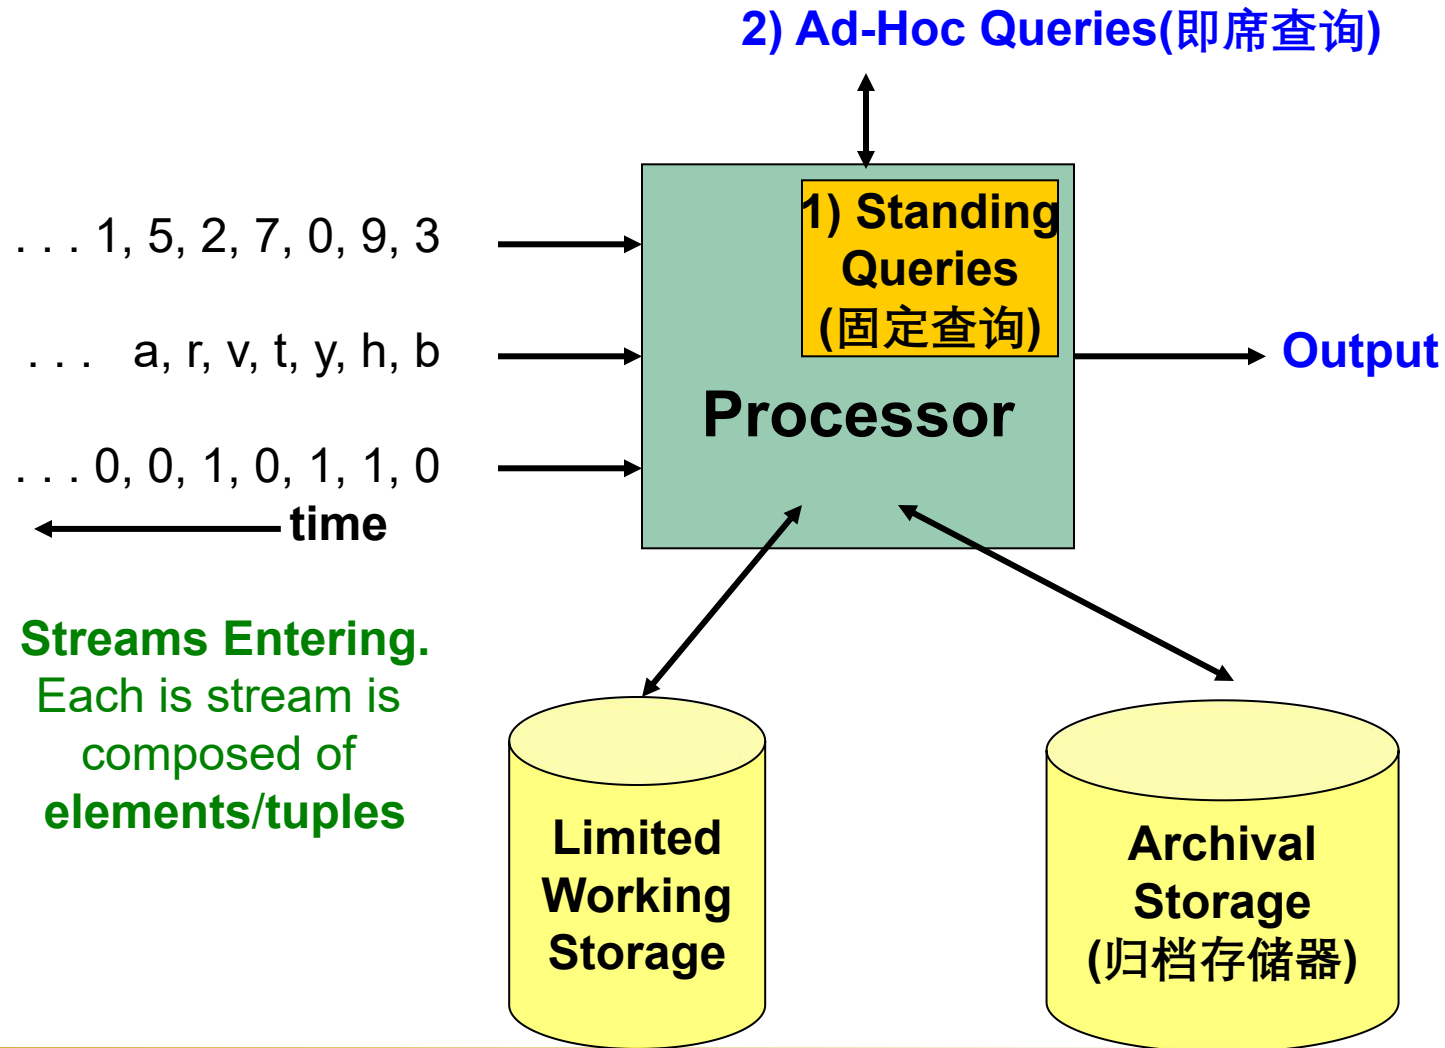 2) Ad-Hoc Queries(即席查询)
1) Standing
Queries
(固定查询)
. . . 1, 5, 2, 7, 0, 9, 3
. . . a, r, v, t, y, h, b
. . . 0, 0, 1, 0, 1, 1, 0
time
Processor
Output
Streams Entering.
Each is stream is
composed of
elements/tuples
Limited
Working
Storage
Archival
Storage
(归档存储器)